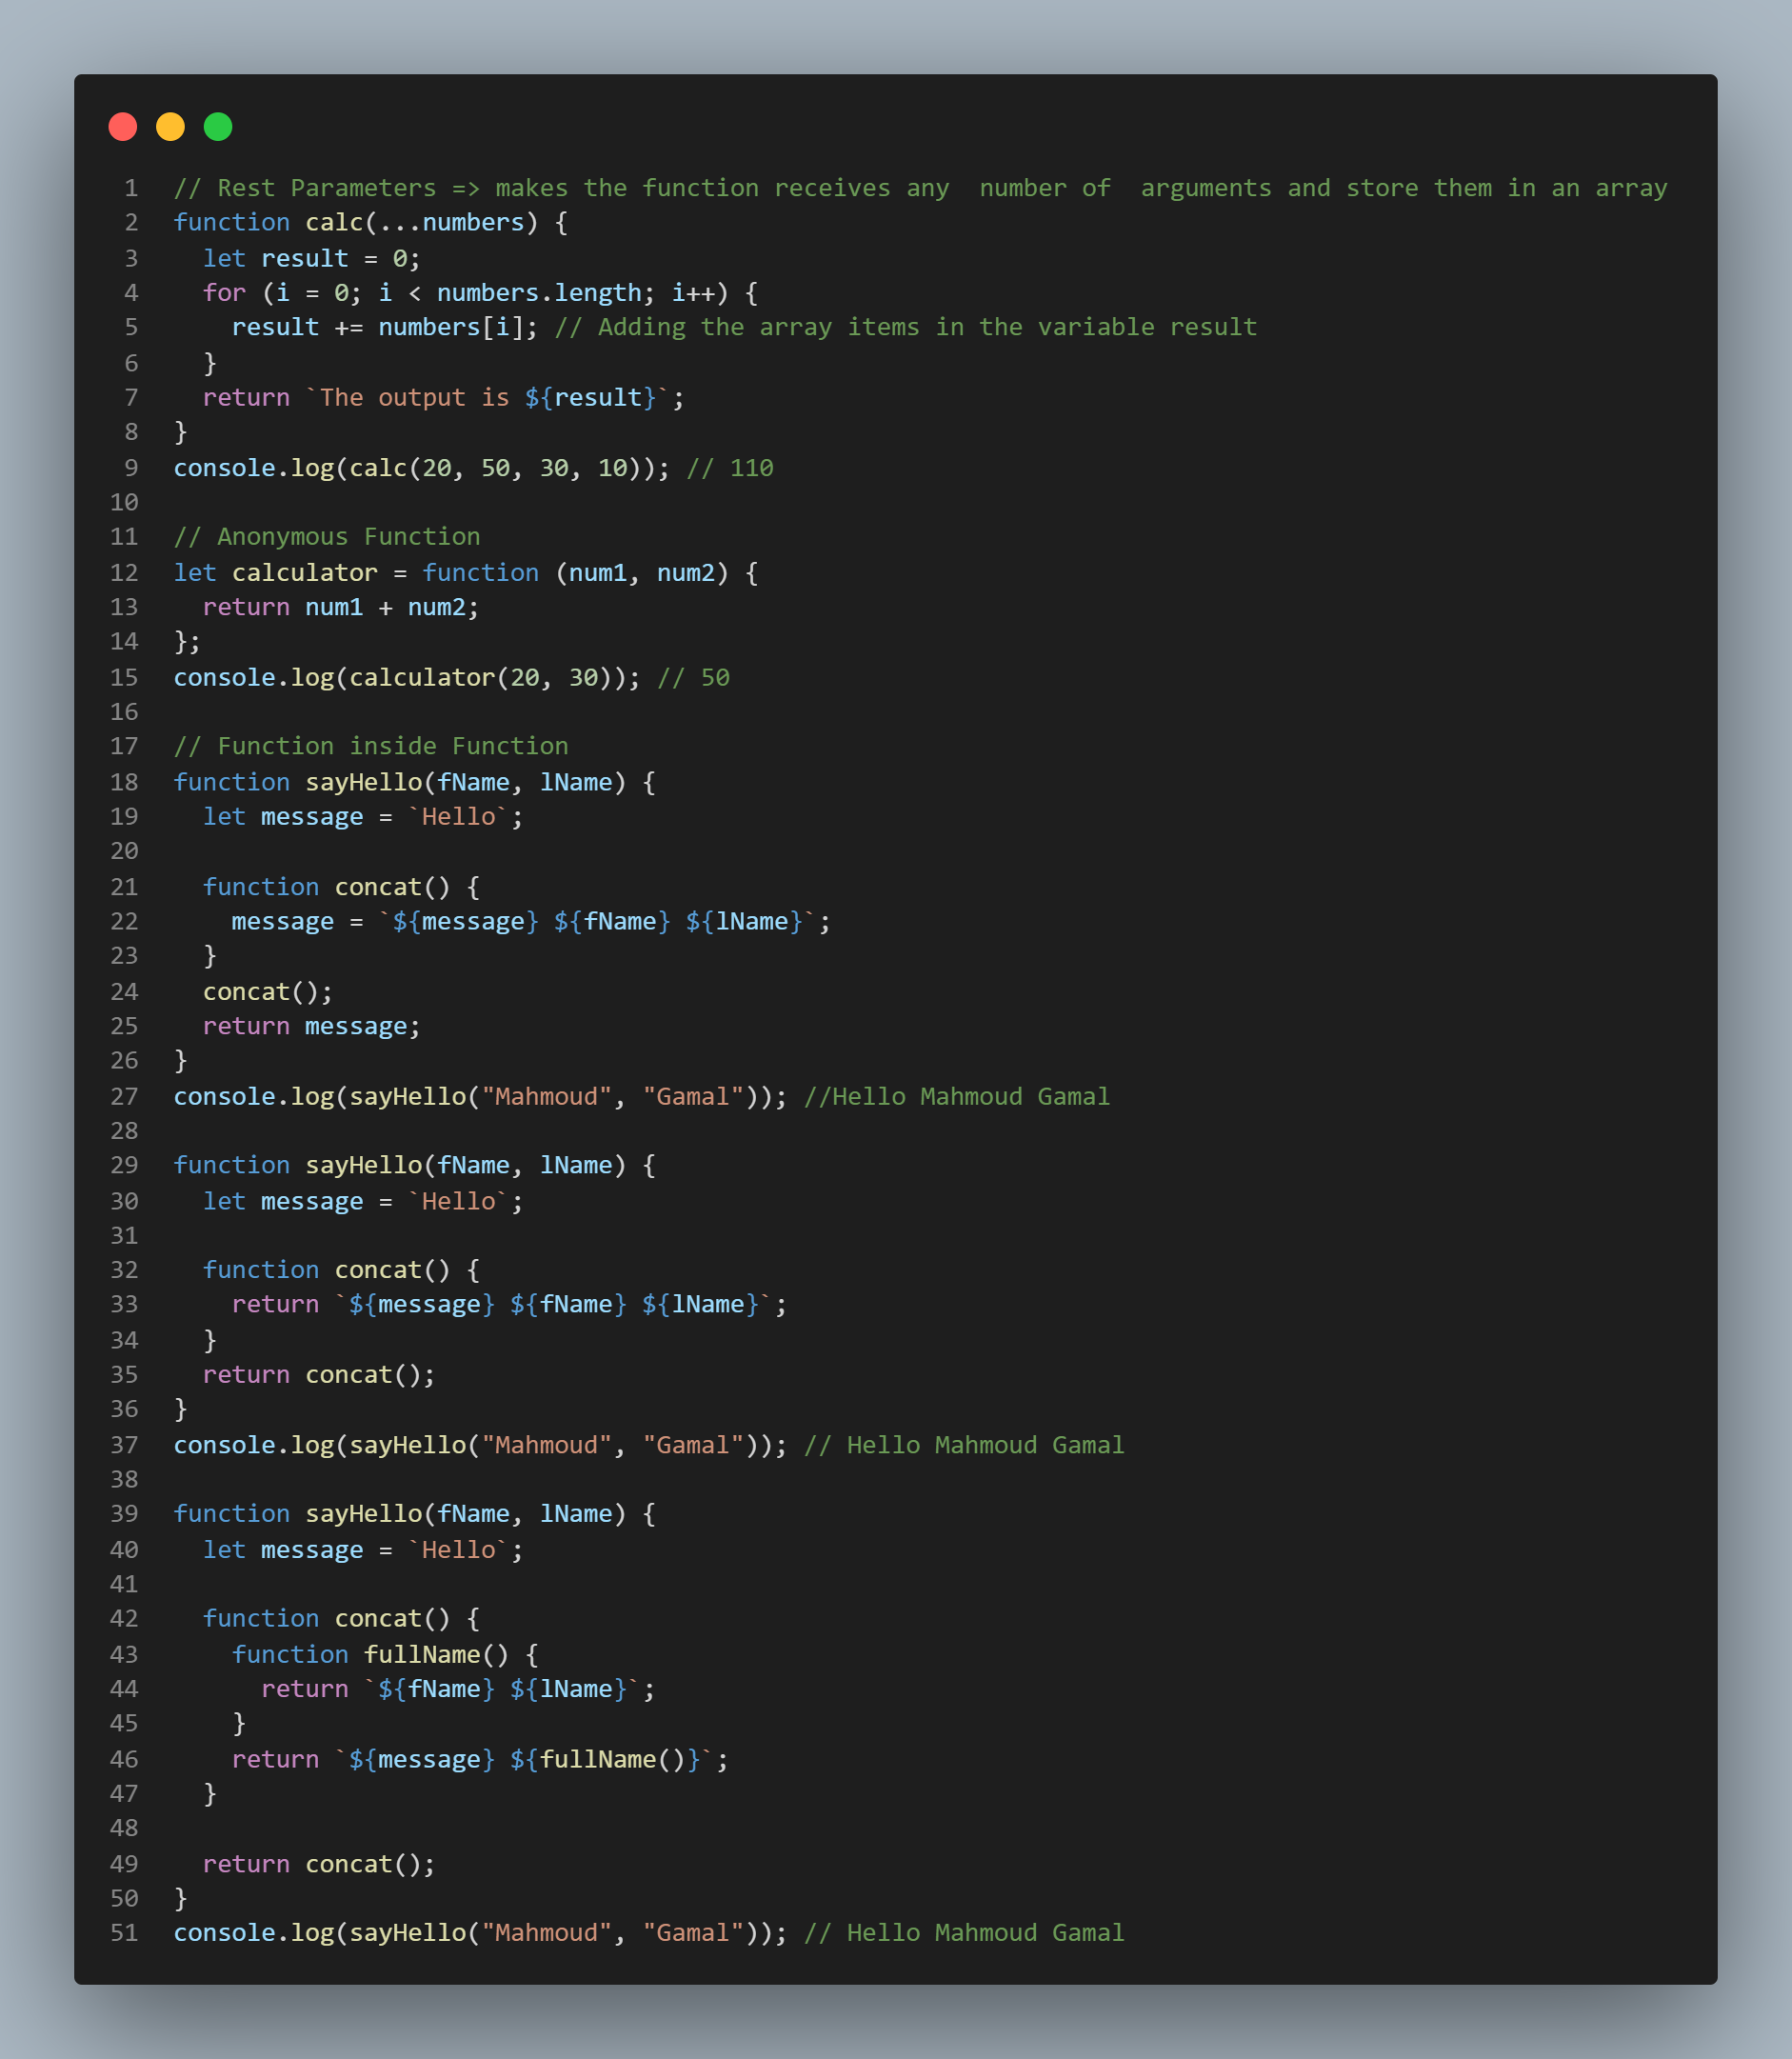 1 // Rest Parameters => makes the function receives any  number of  arguments and store them in an array
2 function calc(...numbers) {
3   let result = 0;
4   for (i = 0; i < numbers.length; i++) {
5     result += numbers[i]; // Adding the array items in the variable result
6   }
7   return `The output is ${result}`;
8 }
9 console.log(calc(20, 50, 30, 10)); // 110
10
11 // Anonymous Function
12 let calculator = function (num1, num2) {
13   return num1 + num2;
14 };
15 console.log(calculator(20, 30)); // 50
16
17 // Function inside Function
18 function sayHello(fName, lName) {
19   let message = `Hello`;
20
21   function concat() {
22     message = `${message} ${fName} ${lName}`;
23   }
24   concat();
25   return message;
26 }
27 console.log(sayHello("Mahmoud", "Gamal")); //Hello Mahmoud Gamal
28
29 function sayHello(fName, lName) {
30   let message = `Hello`;
31
32   function concat() {
33     return `${message} ${fName} ${lName}`;
34   }
35   return concat();
36 }
37 console.log(sayHello("Mahmoud", "Gamal")); // Hello Mahmoud Gamal
38
39 function sayHello(fName, lName) {
40   let message = `Hello`;
41
42   function concat() {
43     function fullName() {
44       return `${fName} ${lName}`;
45     }
46     return `${message} ${fullName()}`;
47   }
48
49   return concat();
50 }
51 console.log(sayHello("Mahmoud", "Gamal")); // Hello Mahmoud Gamal